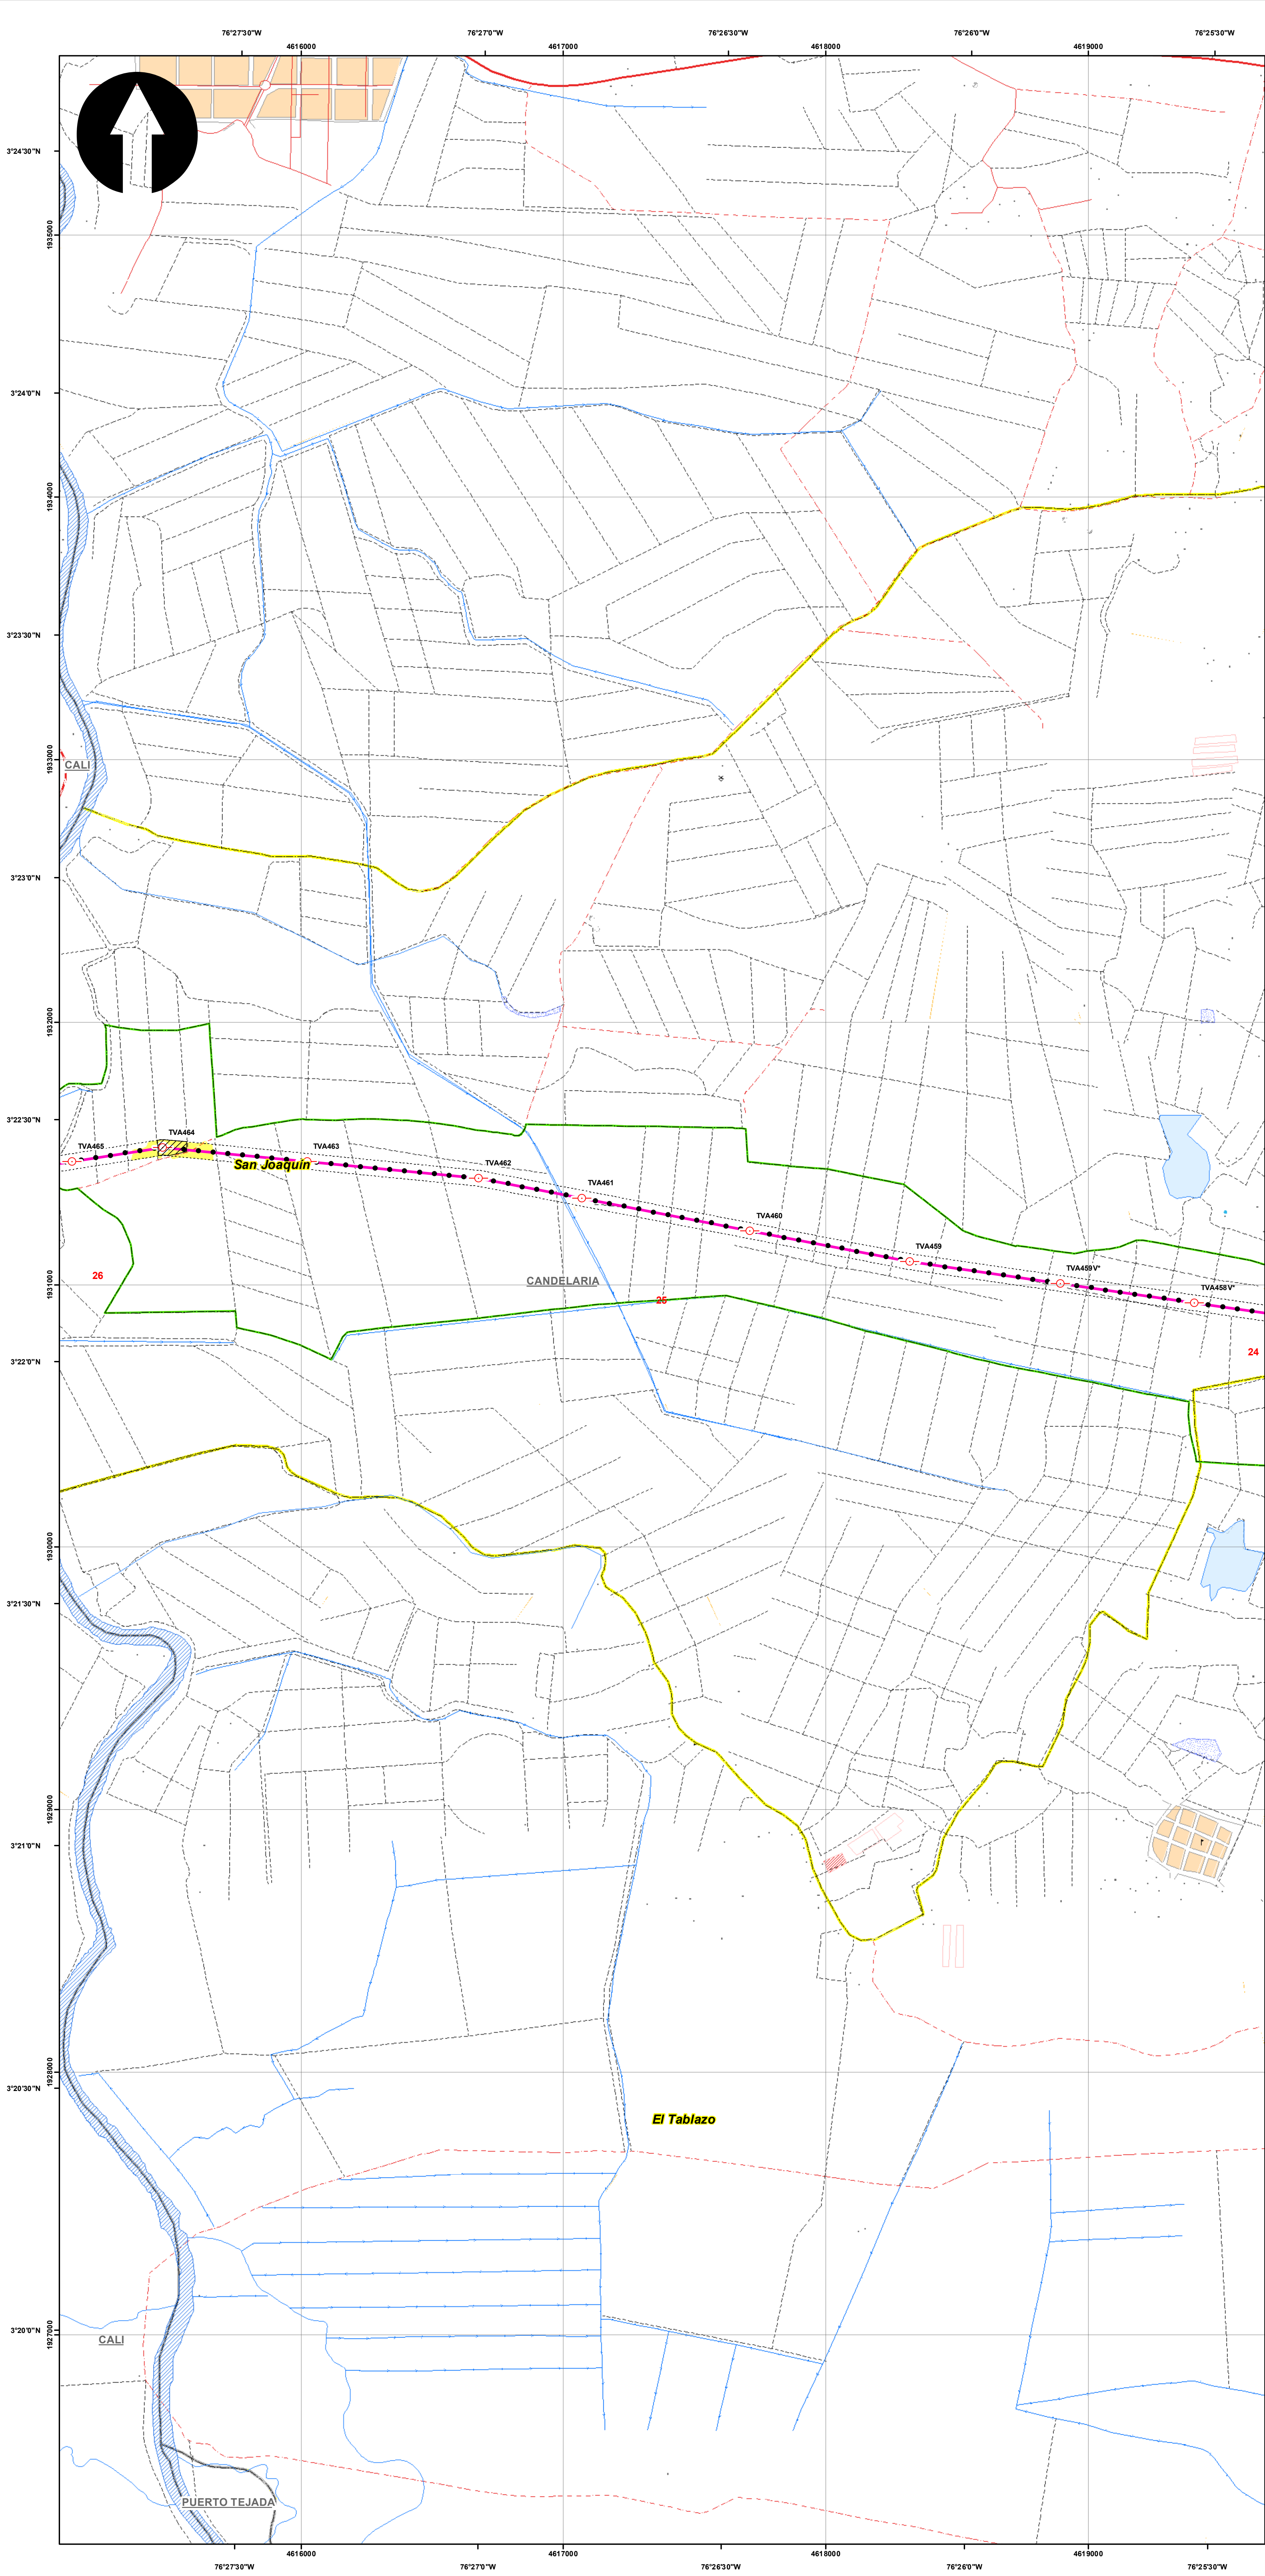 76°27'30"W 76°27'0"W 76°26'30"W 76°26'0"W 76°25'30"W
4616000 4617000 4618000 4619000
3°24'30"N
1935000
3°24'0"N
1934000
3°23'30"N
1933000
CALI
3°23'0"N
1932000
3°22'30"N
TVA465
TVA464
TVA463
San Joaquín
TVA462
TVA461
TVA460
TVA459
TVA459V*
TVA458V*
26
CANDELARIA
1931000
25
24
3°22'0"N
1930000
3°21'30"N
1929000
3°21'0"N
1928000
3°20'30"N
El Tablazo
3°20'0"N
1927000
CALI
PUERTO TEJADA
4616000 4617000 4618000 4619000
76°27'30"W 76°27'0"W 76°26'30"W 76°26'0"W 76°25'30"W